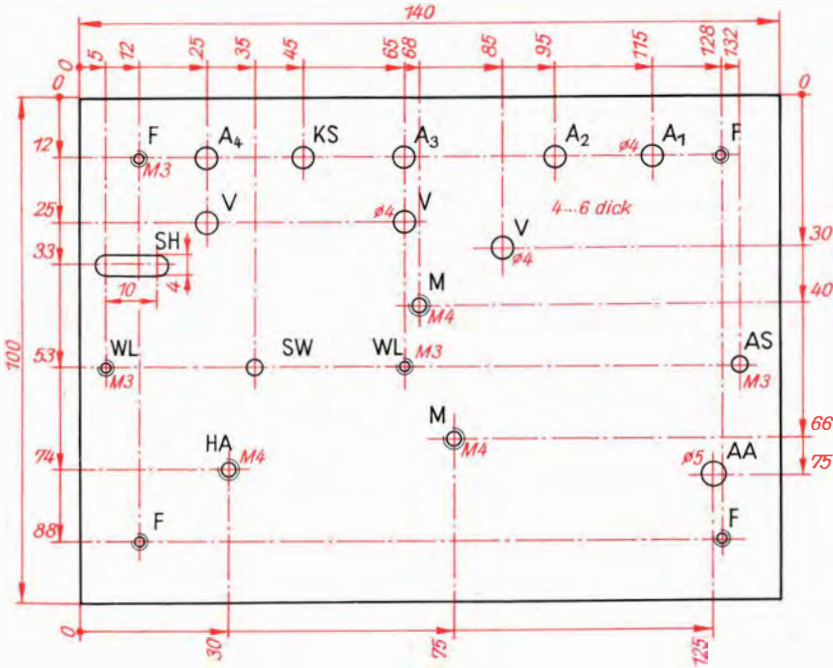 140
0 5 12 25 35 45 65 68 85 95 115 128 132
0 0
F A4 KS A3 A2 ø4 A1 F
12 M3
V ø4 V 4...6 dick
25 V
SH ø4 30
33
10 4 M 40
M4
100
WL SW WL M3 AS
53 M3 M3
M 66
HA M4 M4 ø5 AA 75
74
F F
88
0 30 75 125